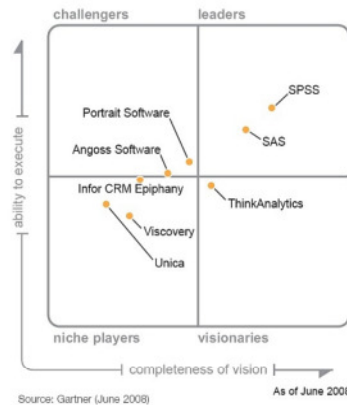 challengers
leaders
SPSS
Portrait Software
SAS
Angoss Software
Infor CRM Epiphany
ThinkAnalytics
Viscovery
Unica
niche players
visionaries
ability to execute
completeness of vision
As of June 2008
Source: Gartner (June 2008)